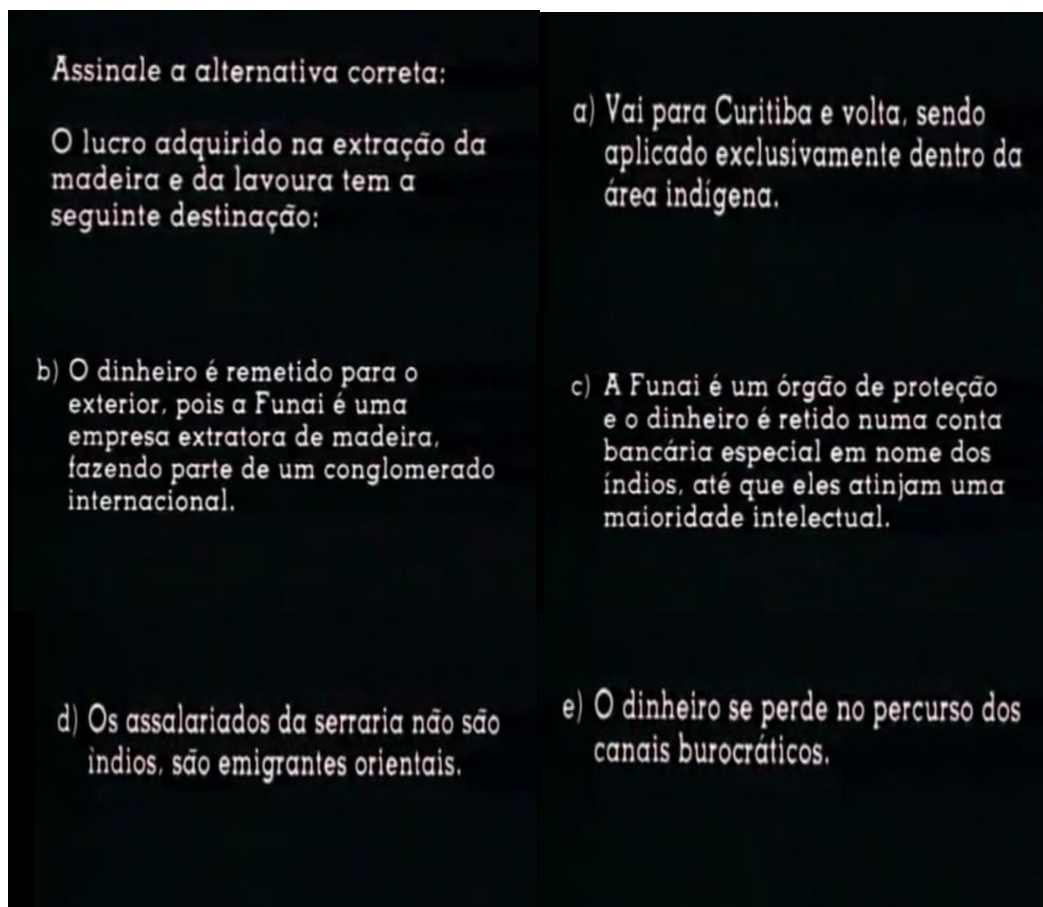 Assinale a alternativa correta:
O lucro adquirido na extração da
madeira e da lavoura tem a
seguinte destinação:
a) Vai para Curitiba e volta, sendo
aplicado exclusivamente dentro da
área indígena.
b) O dinheiro é remetido para o
exterior, pois a Funai é uma
empresa extratora de madeira,
fazendo parte de um conglomerado
internacional.
c) A Funai é um órgão de proteção
e o dinheiro é retido numa conta
bancária especial em nome dos
índios, até que eles atinjam uma
maioridade intelectual.
d) Os assalariados da serraria não são
índios, são emigrantes orientais.
e) O dinheiro se perde no percurso dos
canais burocráticos.